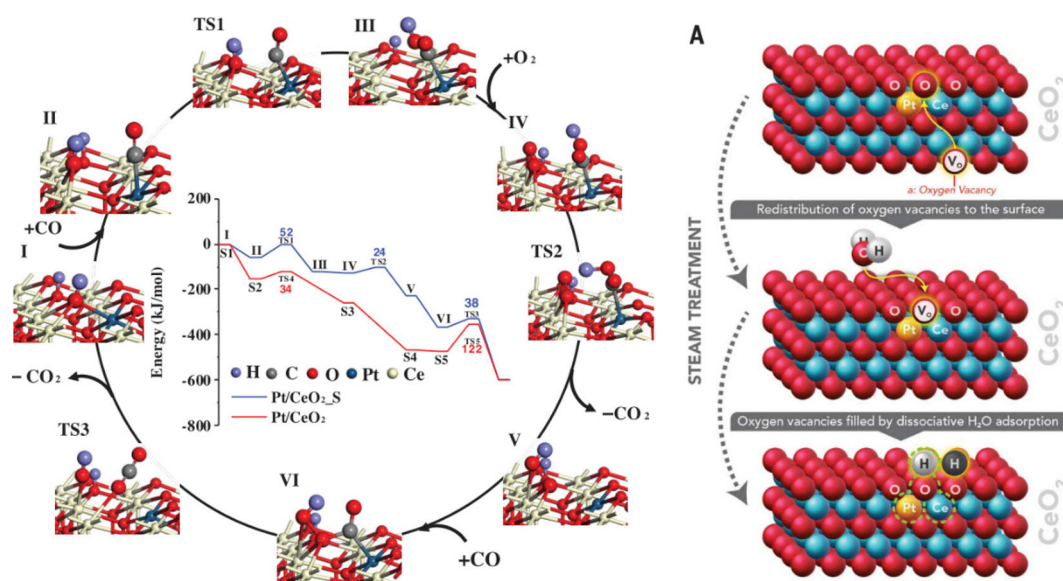 TS1
III
+O₂
IV
II
+CO
I
TS2
−CO₂
−CO₂
TS3
V
VI
+CO
Energy (kJ/mol)
200
0
-200
-400
-600
-800
I
S1
II
52
TS1
S2
TS4
34
III
IV
24
TS2
S3
V
VI
38
TS3
S4
S5
TS5
122
H C O Pt Ce
Pt/CeO₂_S
Pt/CeO₂
A
STEAM TREATMENT
O O O
Pt Ce
Vₒ
a: Oxygen Vacancy
CeO₂
Redistribution of oxygen vacancies to the surface
H
O H
O Vₒ O
Pt Ce
CeO₂
Oxygen vacancies filled by dissociative H₂O adsorption
H H
O O O
Pt Ce
CeO₂